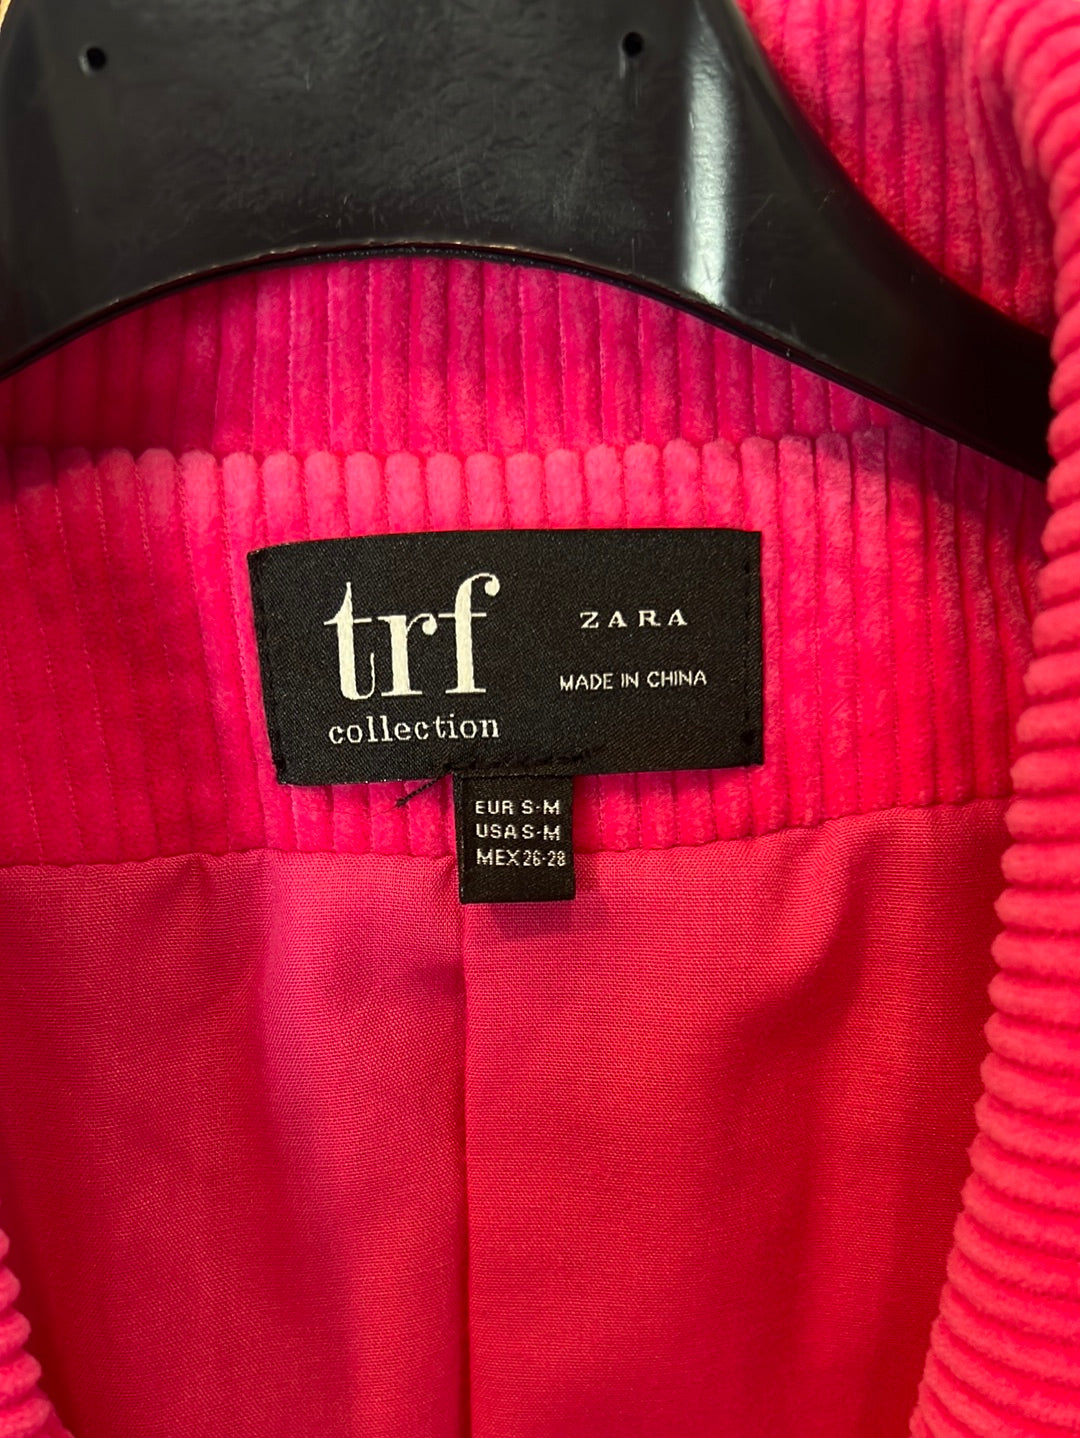 trf
collection
ZARA
MADE IN CHINA
EUR S-M
USA S-M
MEX 26-28